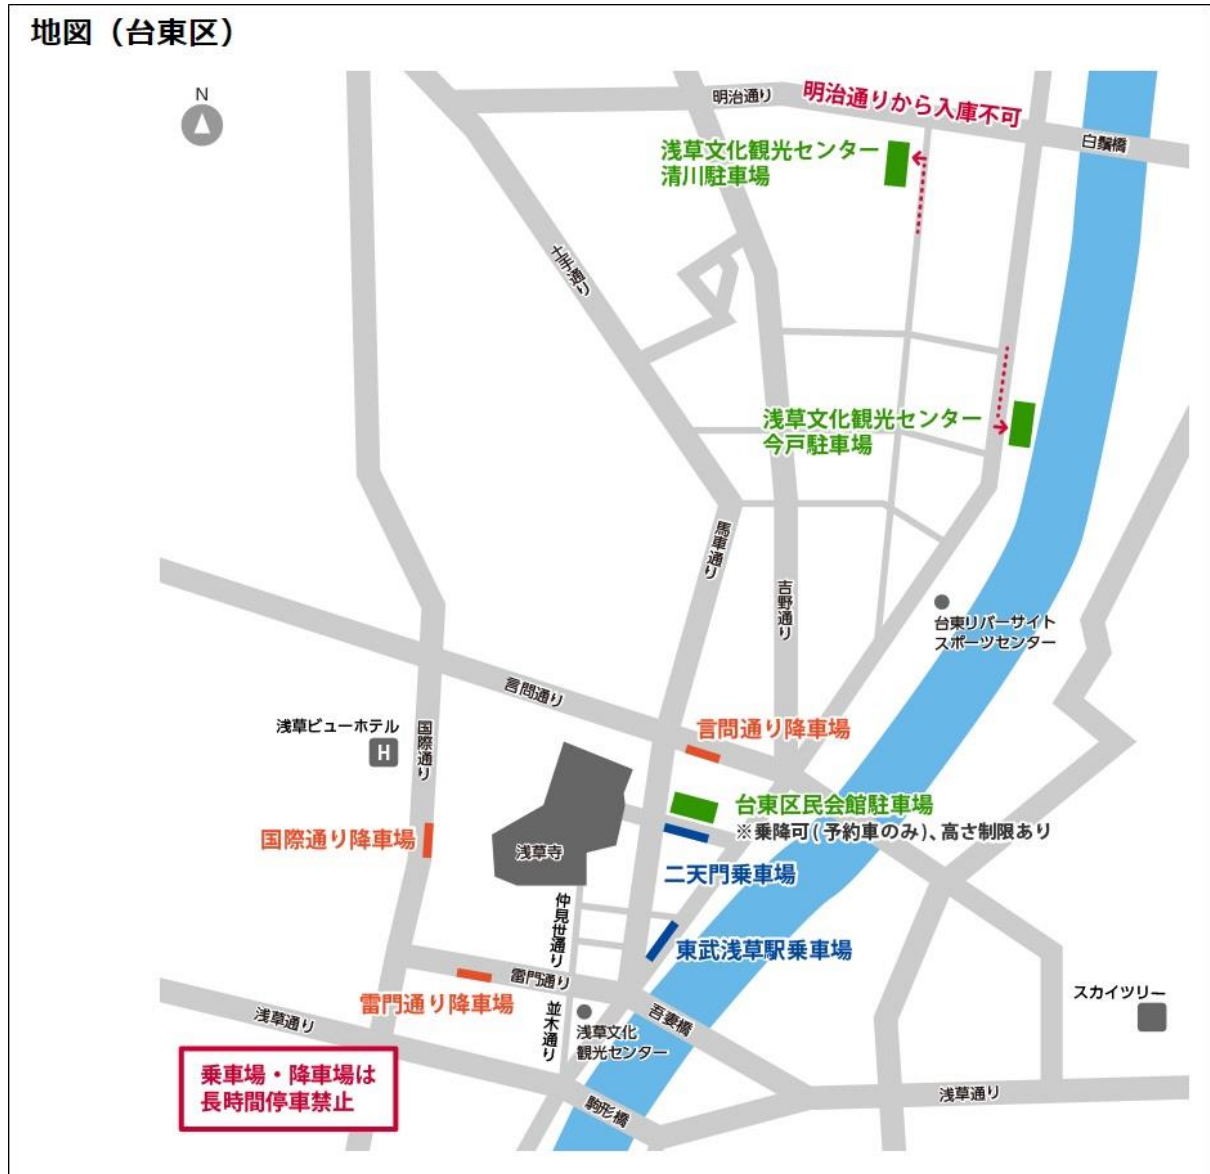 地図（台東区）
N
明治通り
明治通りから入庫不可
白鬚橋
浅草文化観光センター
清川駐車場
土手通り
浅草文化観光センター
今戸駐車場
馬車通り
吉野通り
台東リバーサイト
スポーツセンター
言問通り
浅草ビューホテル
H
国際通り
言問通り降車場
台東区民会館駐車場
※乗降可(予約車のみ)、高さ制限あり
国際通り降車場
浅草寺
二天門乗車場
仲見世通り
東武浅草駅乗車場
雷門通り
雷門通り降車場
スカイツリー
浅草通り
並木通り
浅草文化
観光センター
吾妻橋
乗車場・降車場は
長時間停車禁止
駒形橋
浅草通り